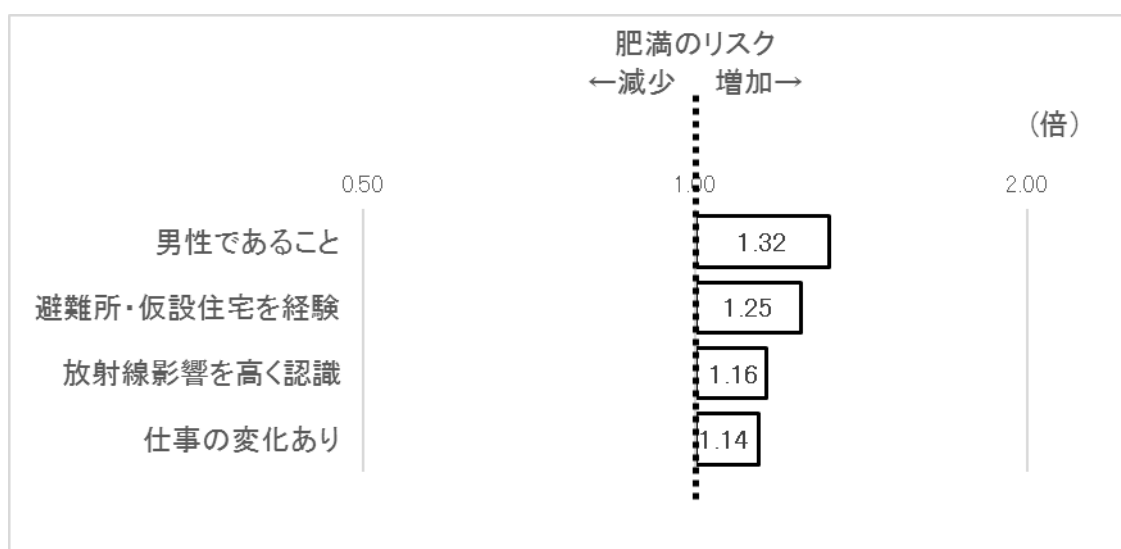 肥満のリスク
←減少 増加→
(倍)
0.50 1.00 2.00
男性であること 1.32
避難所・仮設住宅を経験 1.25
放射線影響を高く認識 1.16
仕事の変化あり 1.14